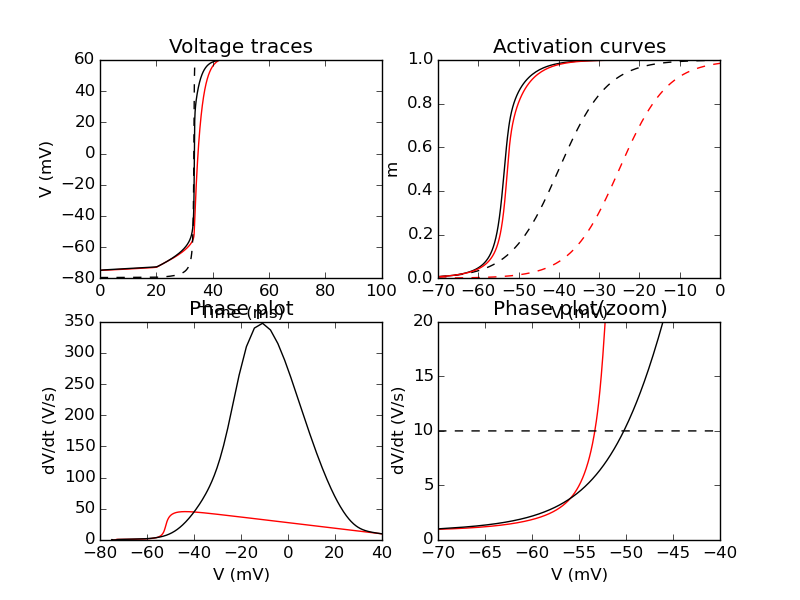 Voltage traces
60
40
20
0
−20
−40
−60
−80
V (mV)
0 20 40 60 80 100
Time (ms)
Activation curves
1.0
0.8
0.6
0.4
0.2
0.0
m
−70 −60 −50 −40 −30 −20 −10 0
V (mV)
Phase plot
350
300
250
200
150
100
50
0
dV/dt (V/s)
−80 −60 −40 −20 0 20 40
V (mV)
Phase plot(zoom)
20
15
10
5
0
dV/dt (V/s)
−70 −65 −60 −55 −50 −45 −40
V (mV)